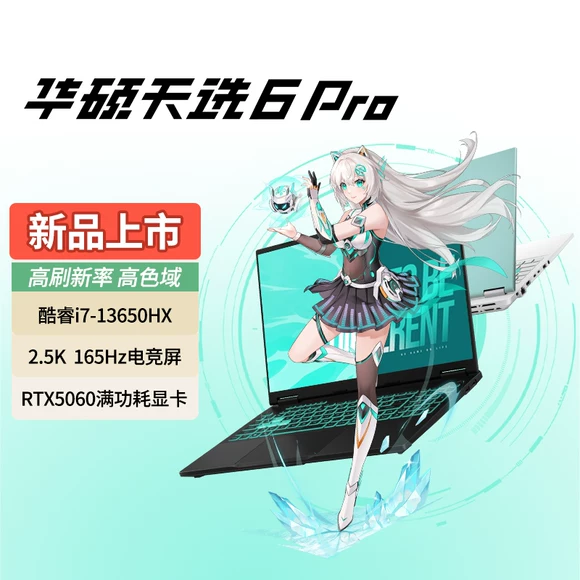 华硕天选6 Pro
新品上市
高刷新率 高色域
酷睿i7-13650HX
2.5K 165Hz电竞屏
RTX5060满功耗显卡